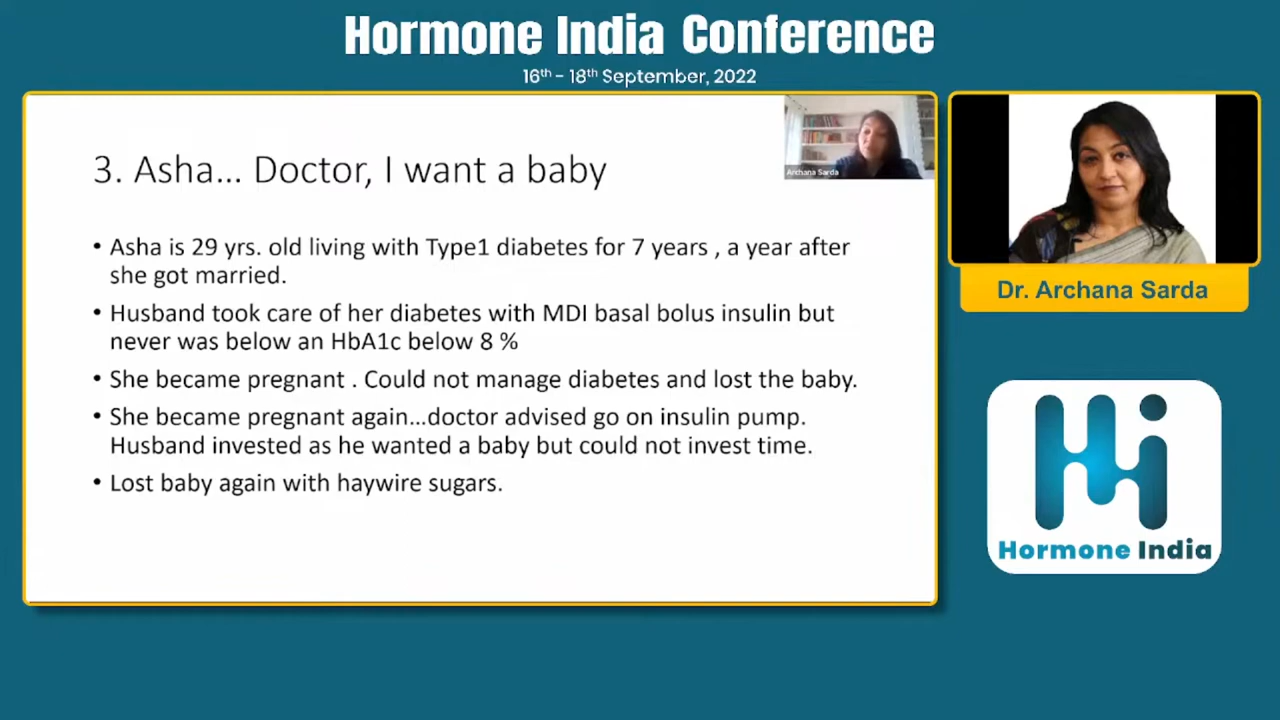 Hormone India Conference
16th - 18th September, 2022
3. Asha... Doctor, I want a baby
Archana Sarda
• Asha is 29 yrs. old living with Type1 diabetes for 7 years , a year after
she got married.
• Husband took care of her diabetes with MDI basal bolus insulin but
never was below an HbA1c below 8 %
• She became pregnant . Could not manage diabetes and lost the baby.
• She became pregnant again...doctor advised go on insulin pump.
Husband invested as he wanted a baby but could not invest time.
• Lost baby again with haywire sugars.
Dr. Archana Sarda
Hormone India